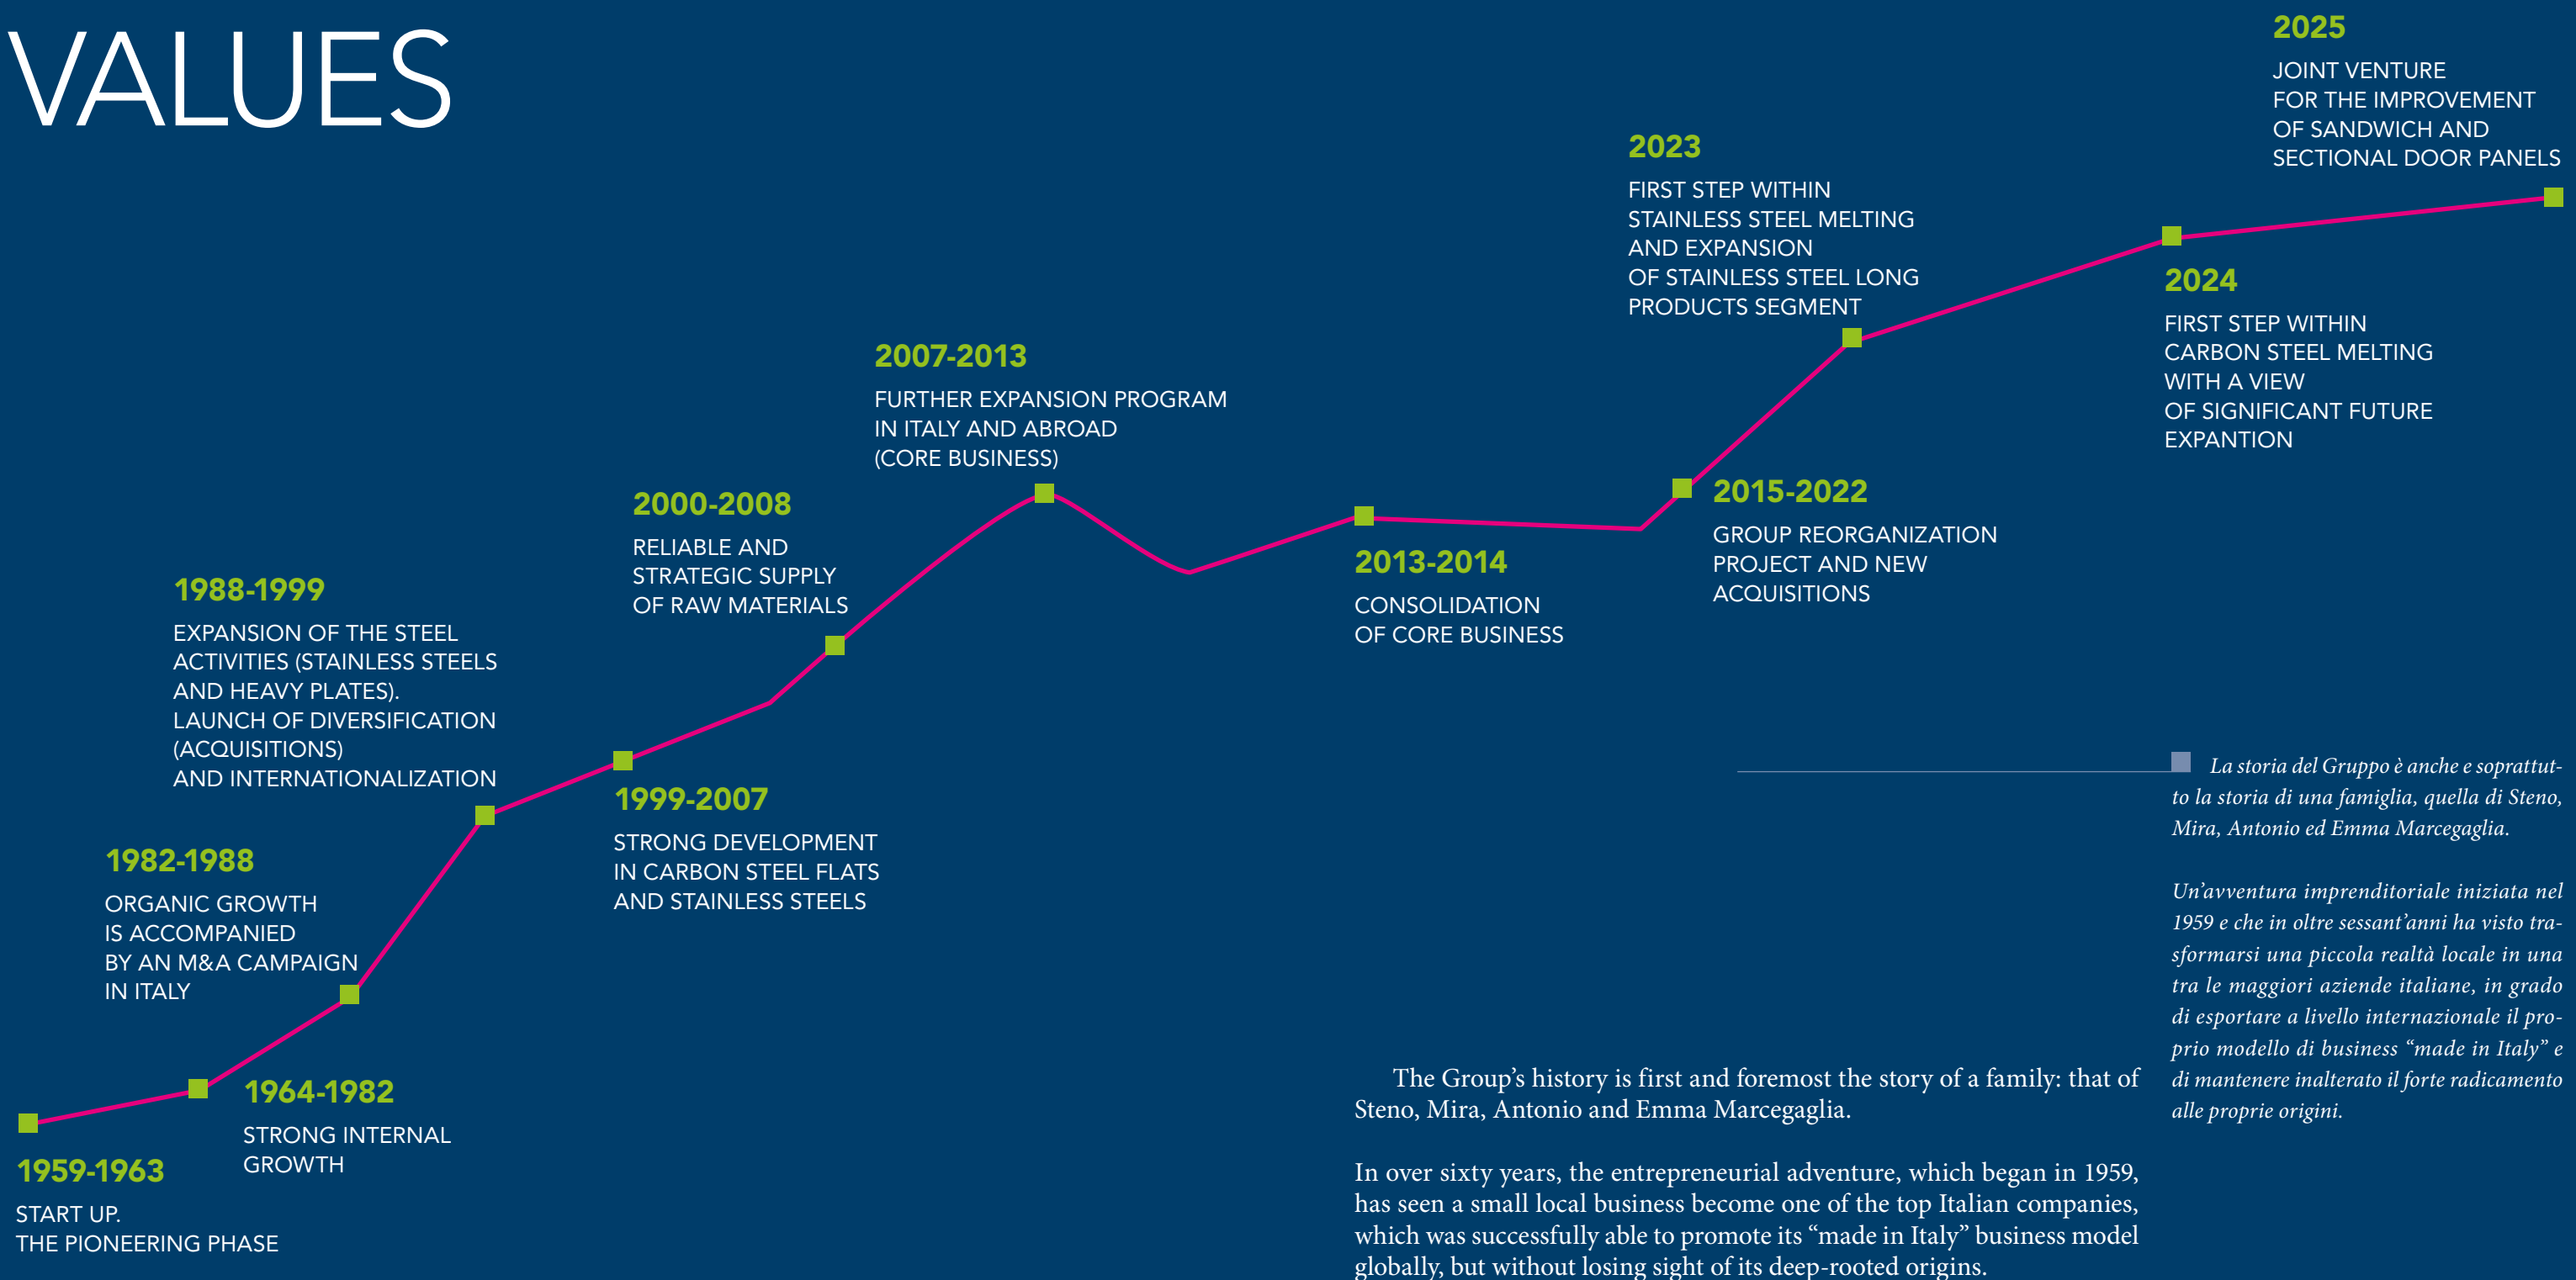 VALUES
1959-1963
START UP.
THE PIONEERING PHASE
1964-1982
STRONG INTERNAL
GROWTH
1982-1988
ORGANIC GROWTH
IS ACCOMPANIED
BY AN M&A CAMPAIGN
IN ITALY
1988-1999
EXPANSION OF THE STEEL
ACTIVITIES (STAINLESS STEELS
AND HEAVY PLATES).
LAUNCH OF DIVERSIFICATION
(ACQUISITIONS)
AND INTERNATIONALIZATION
1999-2007
STRONG DEVELOPMENT
IN CARBON STEEL FLATS
AND STAINLESS STEELS
2000-2008
RELIABLE AND
STRATEGIC SUPPLY
OF RAW MATERIALS
2007-2013
FURTHER EXPANSION PROGRAM
IN ITALY AND ABROAD
(CORE BUSINESS)
2013-2014
CONSOLIDATION
OF CORE BUSINESS
2015-2022
GROUP REORGANIZATION
PROJECT AND NEW
ACQUISITIONS
2023
FIRST STEP WITHIN
STAINLESS STEEL MELTING
AND EXPANSION
OF STAINLESS STEEL LONG
PRODUCTS SEGMENT
2024
FIRST STEP WITHIN
CARBON STEEL MELTING
WITH A VIEW
OF SIGNIFICANT FUTURE
EXPANTION
2025
JOINT VENTURE
FOR THE IMPROVEMENT
OF SANDWICH AND
SECTIONAL DOOR PANELS
The Group’s history is first and foremost the story of a family: that of
Steno, Mira, Antonio and Emma Marcegaglia.
In over sixty years, the entrepreneurial adventure, which began in 1959,
has seen a small local business become one of the top Italian companies,
which was successfully able to promote its “made in Italy” business model
globally, but without losing sight of its deep-rooted origins.
La storia del Gruppo è anche e soprattut-
to la storia di una famiglia, quella di Steno,
Mira, Antonio ed Emma Marcegaglia.
Un’avventura imprenditoriale iniziata nel
1959 e che in oltre sessant’anni ha visto tra-
sformarsi una piccola realtà locale in una
tra le maggiori aziende italiane, in grado
di esportare a livello internazionale il pro-
prio modello di business “made in Italy” e
di mantenere inalterato il forte radicamento
alle proprie origini.